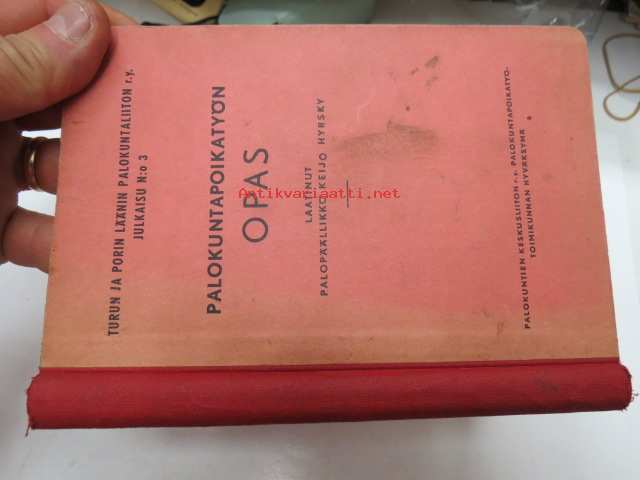 TURUN JA PORIN LÄÄNIN PALOKUNTALIITON r.y.
JULKAISU N:o 3
PALOKUNTAPOIKATYÖN
OPAS
LAATINUT
PALOPÄÄLLIKKÖ KEIJO HYRSKY
PALOKUNTIEN KESKUSLIITON r.y. PALOKUNTAPOIKATYÖ-
TOIMIKUNNAN HYVÄKSYMÄ
Antikvariaatti.net